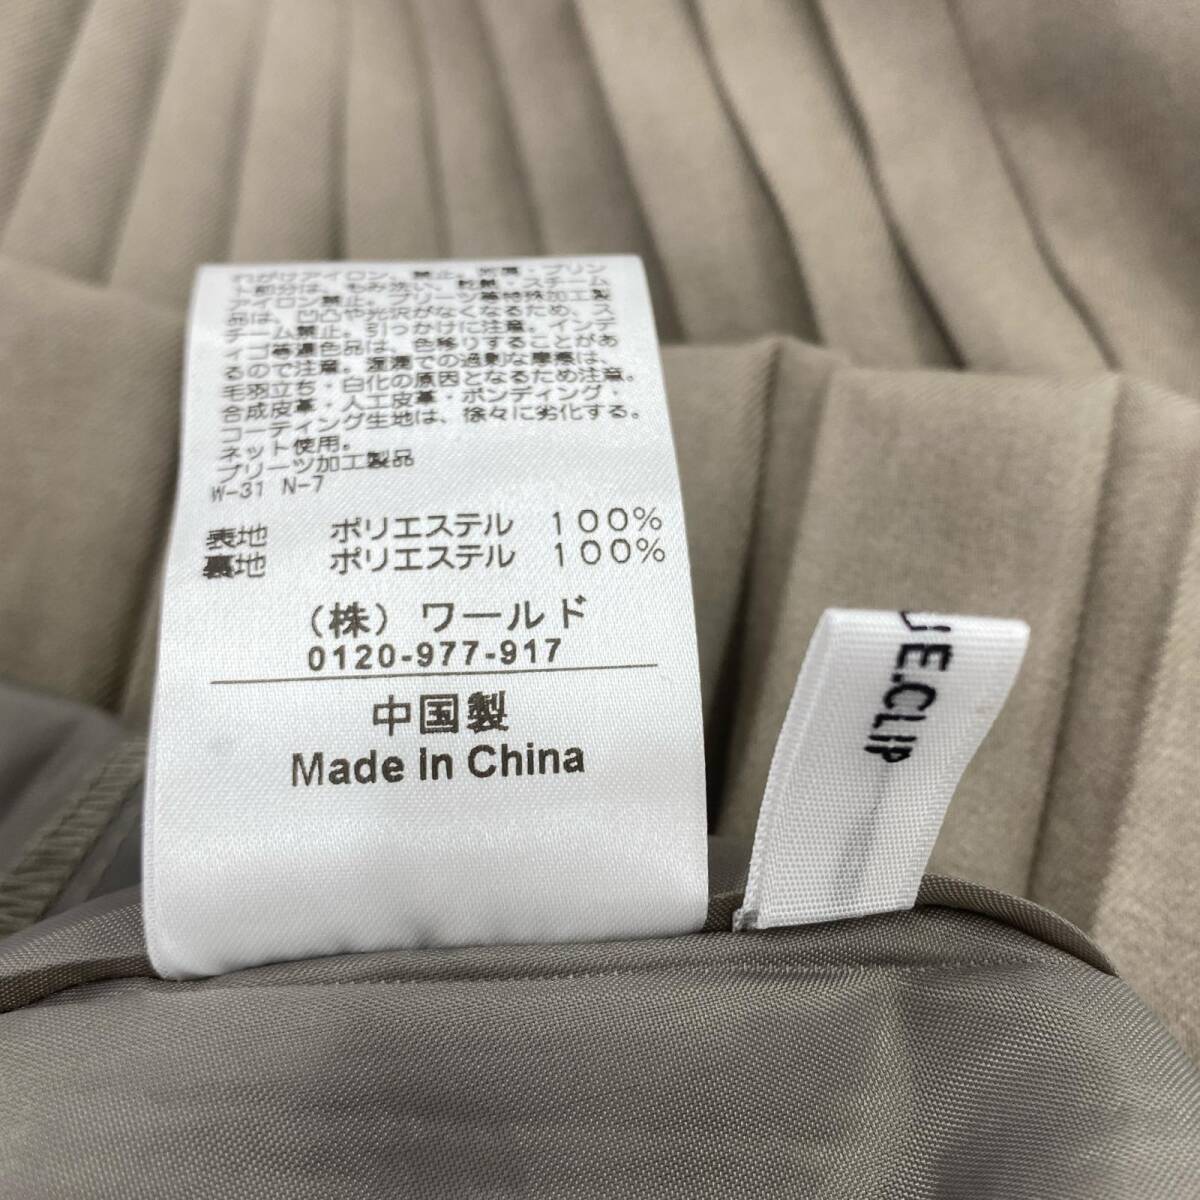 れがけアイロン、禁止。岩薄・プリン
ト部分は、もみ洗い、乾燥・スチーム
アイロン禁止。プリーツ等特殊加工製
品は、凹凸や光沢がなくなるため、ス
チーム禁止。引っかけに注意。インデ
ィゴ等濃色品は、色移りすることがあ
るので注意。湿潤での過剰な摩擦は、
毛羽立ち・白化の原因となるため注意。
合成皮革・人工皮革・ボンディング・
コーティング生地は、徐々に劣化する。
ネット使用。
プリーツ加工製品
W-31 N-7
表地 ポリエステル 100%
裏地 ポリエステル 100%
(株) ワールド
0120-977-917
中国製
Made in China
UE.CLIP